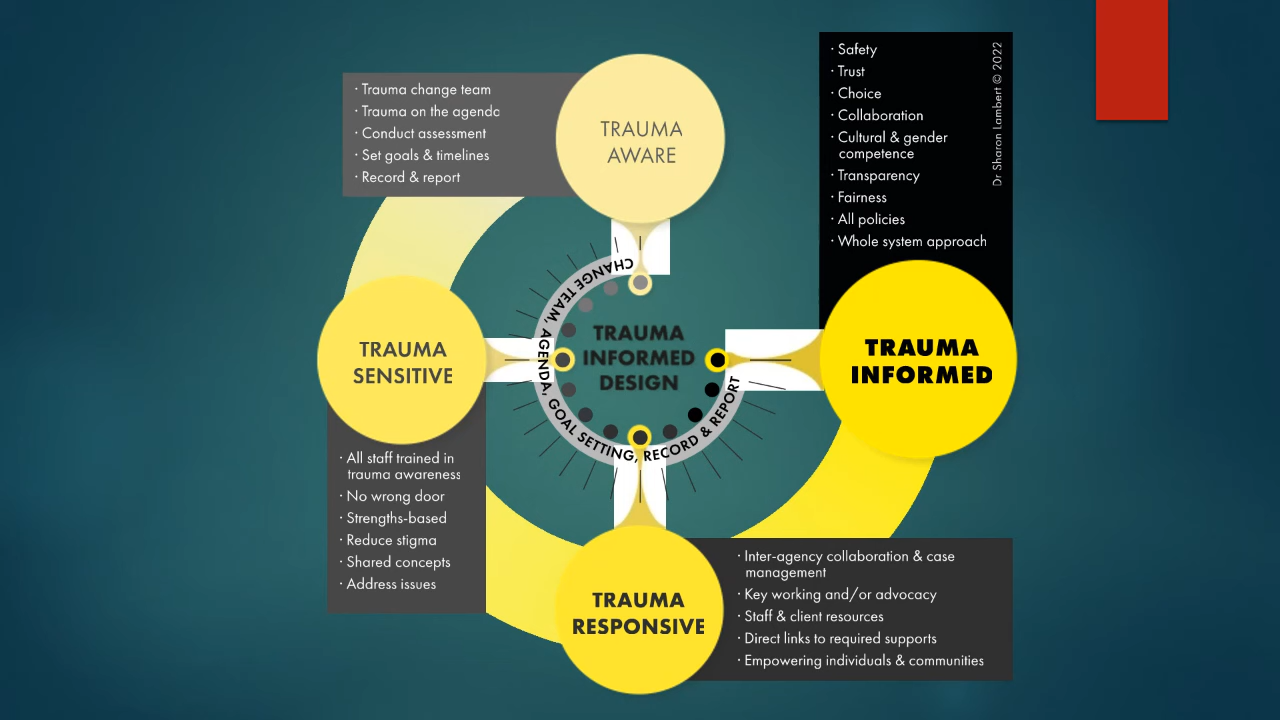 · Trauma change team
· Trauma on the agenda
· Conduct assessment
· Set goals & timelines
· Record & report
TRAUMA
AWARE
· Safety
· Trust
· Choice
· Collaboration
· Cultural & gender
competence
· Transparency
· Fairness
· All policies
· Whole system approach
Dr Sharon Lambert © 2022
TRAUMA
SENSITIVE
CHANGE TEAM, AGENDA, GOAL SETTING, RECORD & REPORT
TRAUMA
INFORMED
DESIGN
TRAUMA
INFORMED
· All staff trained in
trauma awareness
· No wrong door
· Strengths-based
· Reduce stigma
· Shared concepts
· Address issues
TRAUMA
RESPONSIVE
· Inter-agency collaboration & case
management
· Key working and/or advocacy
· Staff & client resources
· Direct links to required supports
· Empowering individuals & communities